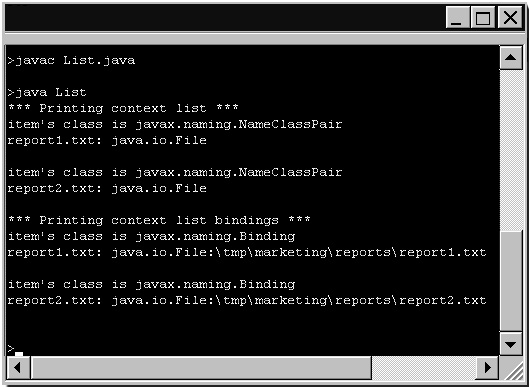 >javac List.java
>java List
*** Printing context list ***
item's class is javax.naming.NameClassPair
report1.txt: java.io.File
item's class is javax.naming.NameClassPair
report2.txt: java.io.File
*** Printing context list bindings ***
item's class is javax.naming.Binding
report1.txt: java.io.File:\tmp\marketing\reports\report1.txt
item's class is javax.naming.Binding
report2.txt: java.io.File:\tmp\marketing\reports\report2.txt
>